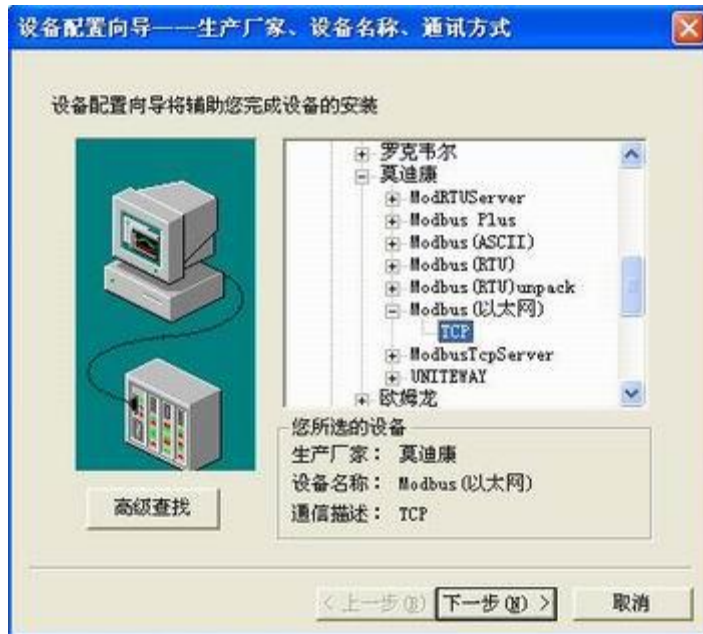 设备配置向导——生产厂家、设备名称、通讯方式
设备配置向导将辅助您完成设备的安装
罗克韦尔
莫迪康
ModRTUServer
Modbus Plus
Modbus(ASCII)
Modbus(RTU)
Modbus(RTU)unpack
Modbus(以太网)
TCP
ModbusTcpServer
UNITEWAY
欧姆龙
您所选的设备
生产厂家： 莫迪康
设备名称： Modbus(以太网)
通信描述： TCP
高级查找
< 上一步(B)
下一步(N) >
取消